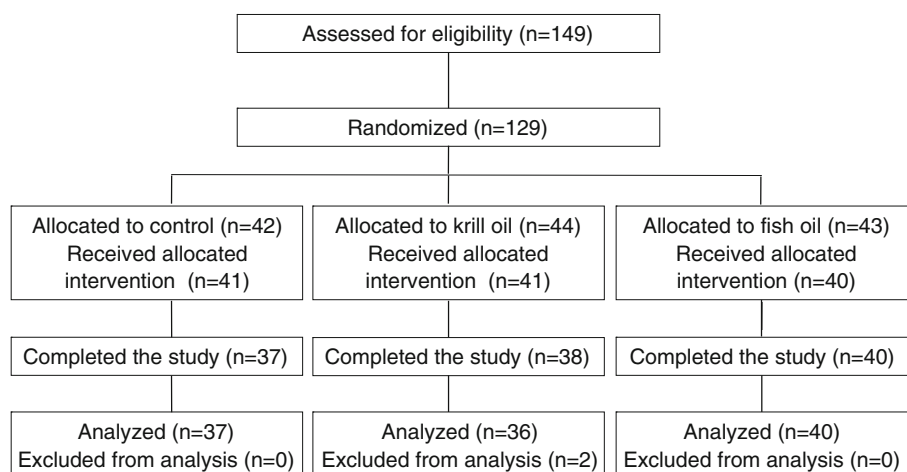 Assessed for eligibility (n=149)
Randomized (n=129)
Allocated to control (n=42)
Received allocated
intervention (n=41)
Allocated to krill oil (n=44)
Received allocated
intervention (n=41)
Allocated to fish oil (n=43)
Received allocated
intervention (n=40)
Completed the study (n=37)
Completed the study (n=38)
Completed the study (n=40)
Analyzed (n=37)
Excluded from analysis (n=0)
Analyzed (n=36)
Excluded from analysis (n=2)
Analyzed (n=40)
Excluded from analysis (n=0)